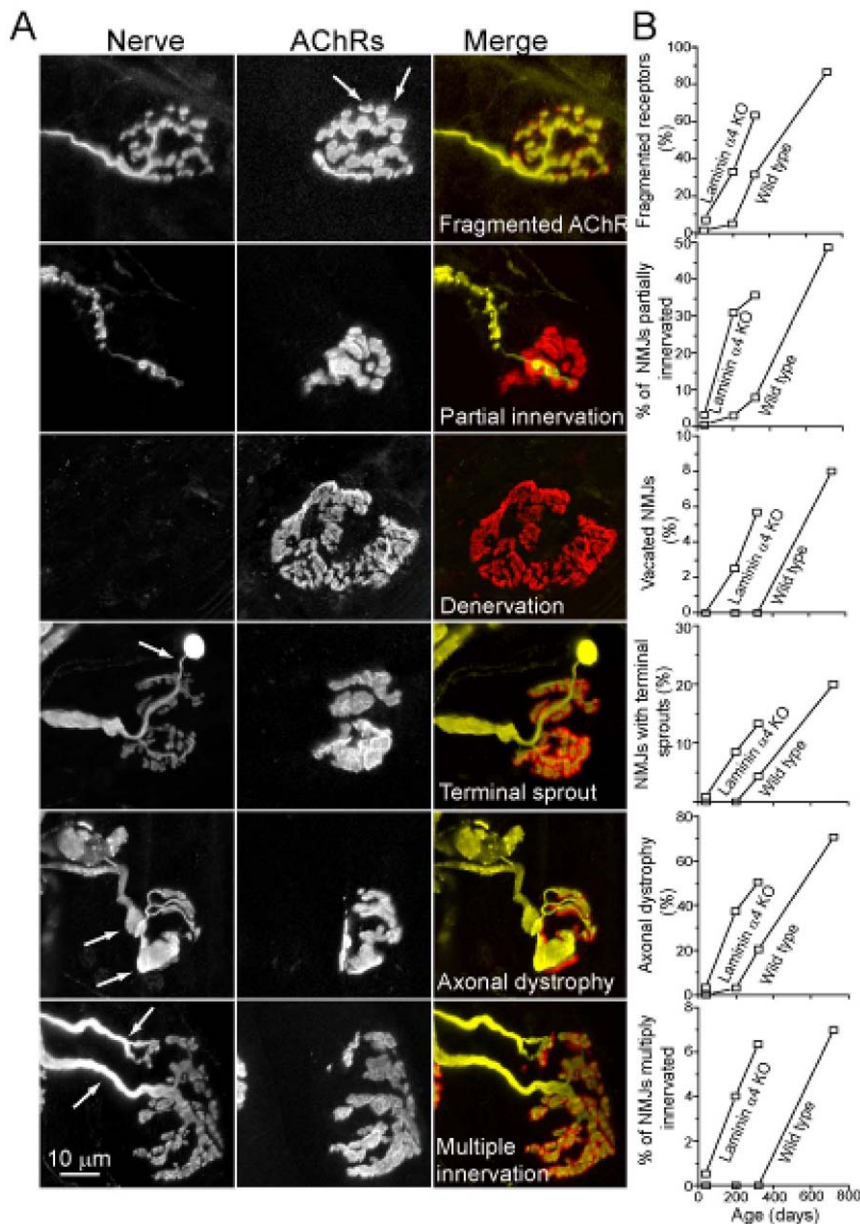 A
B
Nerve
AChRs
Merge
Fragmented AChR
Partial innervation
Denervation
Terminal sprout
Axonal dystrophy
Multiple
innervation
10 µm
Fragmented receptors
(%)
100
80
60
40
20
0
Laminin α4 KO
Wild type
% of NMJs partially
innervated
50
40
30
20
10
0
Laminin α4 KO
Wild type
Vacated NMJs
(%)
10
8
6
4
2
0
Laminin α4 KO
Wild type
NMJs with terminal
sprouts (%)
30
20
10
Laminin α4 KO
Wild type
Axonal dystrophy
(%)
80
60
40
20
0
Laminin α4 KO
Wild type
% of NMJs multiply
innervated
8
6
4
2
0
Laminin α4 KO
Wild type
0 200 400 600 800
Age (days)